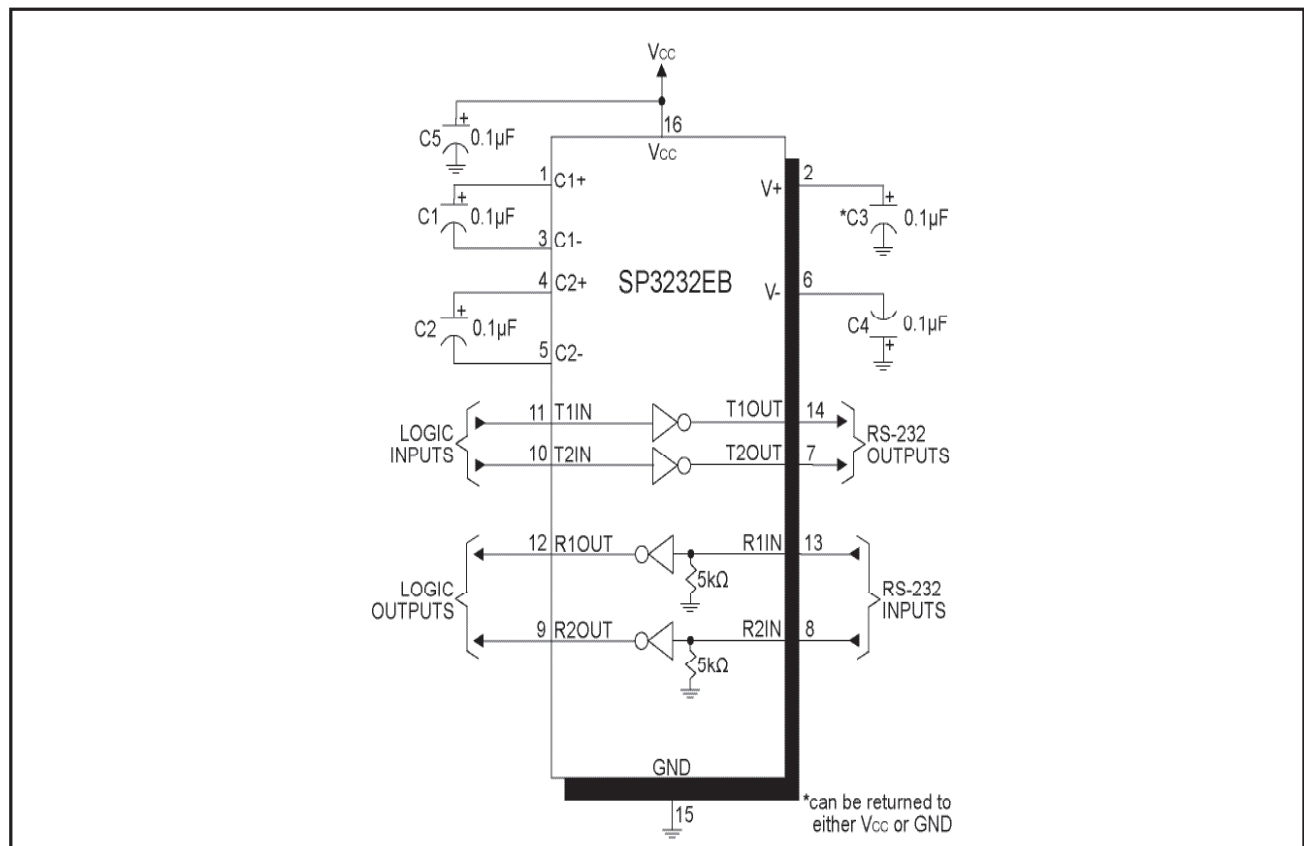 Vcc
+
C5 0.1µF
16
Vcc
1 C1+
+
C1 0.1µF
3 C1-
4 C2+
+
C2 0.1µF
5 C2-
SP3232EB
V+ 2
+
*C3 0.1µF
V- 6
C4 0.1µF
+
LOGIC
INPUTS
11 T1IN T1OUT 14
10 T2IN T2OUT 7
RS-232
OUTPUTS
LOGIC
OUTPUTS
12 R1OUT R1IN 13
5kΩ
9 R2OUT R2IN 8
5kΩ
RS-232
INPUTS
GND
15
*can be returned to
either Vcc or GND